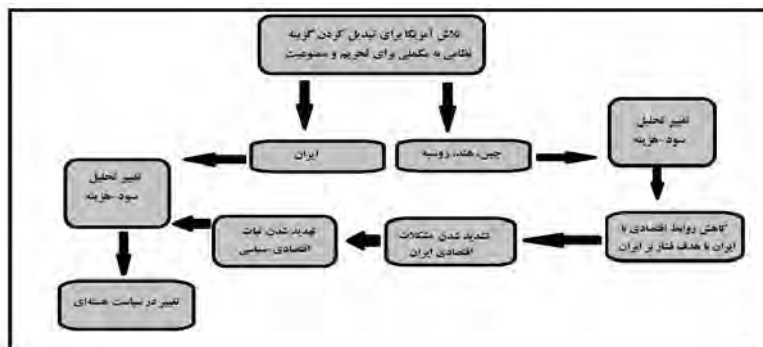 تلاش آمریکا برای تبدیل کردن گزینه
نظامی به مکملی برای تحریم و ممنوعیت
تغییر تحلیل
سود-هزینه
ایران
چین، هند، روسیه
تغییر تحلیل
سود-هزینه
کاهش روابط اقتصادی با
ایران با هدف فشار بر ایران
تشدید شدن مشکلات
اقتصادی ایران
تهدید شدن ثبات
اقتصادی-سیاسی
تغییر در سیاست هسته‌ای